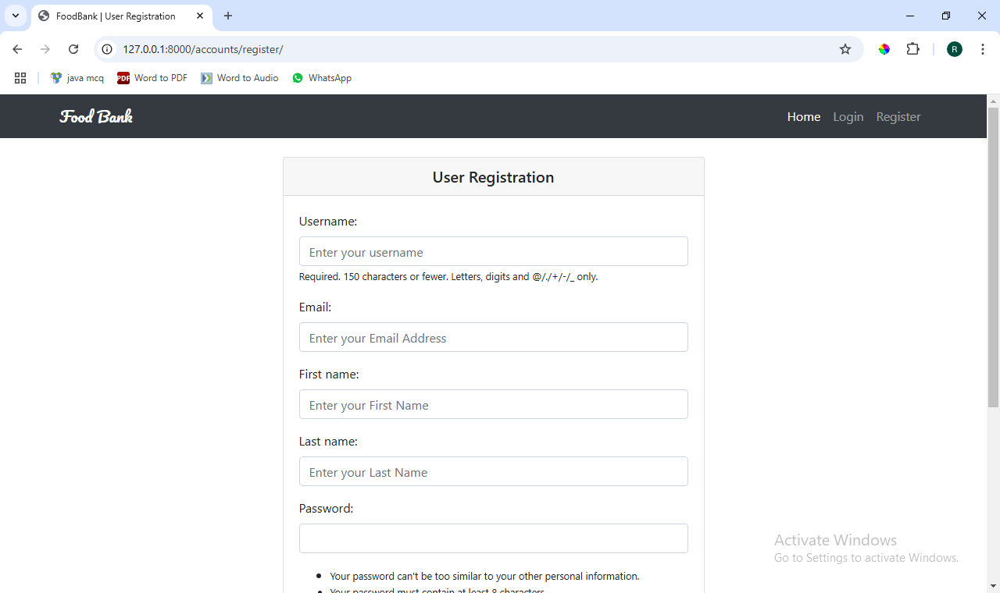 FoodBank | User Registration
127.0.0.1:8000/accounts/register/
R
java mcq
PDF
Word to PDF
Word to Audio
WhatsApp
Food Bank
Home
Login
Register
User Registration
Username:
Enter your username
Required. 150 characters or fewer. Letters, digits and @/./+/-/_ only.
Email:
Enter your Email Address
First name:
Enter your First Name
Last name:
Enter your Last Name
Password:
Activate Windows
Go to Settings to activate Windows.
Your password can't be too similar to your other personal information.
Your password must contain at least 8 characters